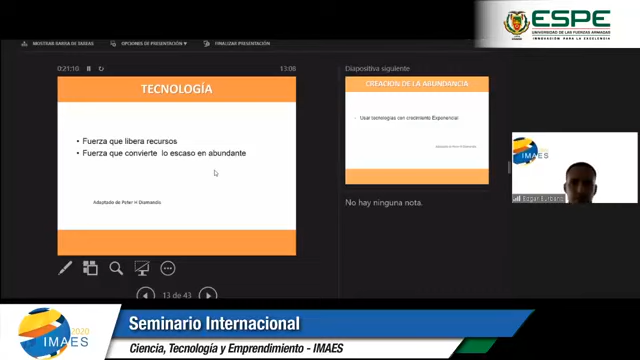 ESPE
UNIVERSIDAD DE LAS FUERZAS ARMADAS
INNOVACIÓN PARA LA EXCELENCIA
MOSTRAR BARRA DE TAREAS
OPCIONES DE PRESENTACIÓN
FINALIZAR PRESENTACIÓN
0:21:16
13:08
Diapositiva siguiente
TECNOLOGÍA
• Fuerza que libera recursos
• Fuerza que convierte lo escaso en abundante
Adaptado de Peter H Diamandis
CREACION DE LA ABUNDANCIA
Usar tecnologías con crecimiento Exponencial
No hay ninguna nota.
13 de 43
IMAES
Edgar
2020
IMAES
Seminario Internacional
Ciencia, Tecnología y Emprendimiento - IMAES